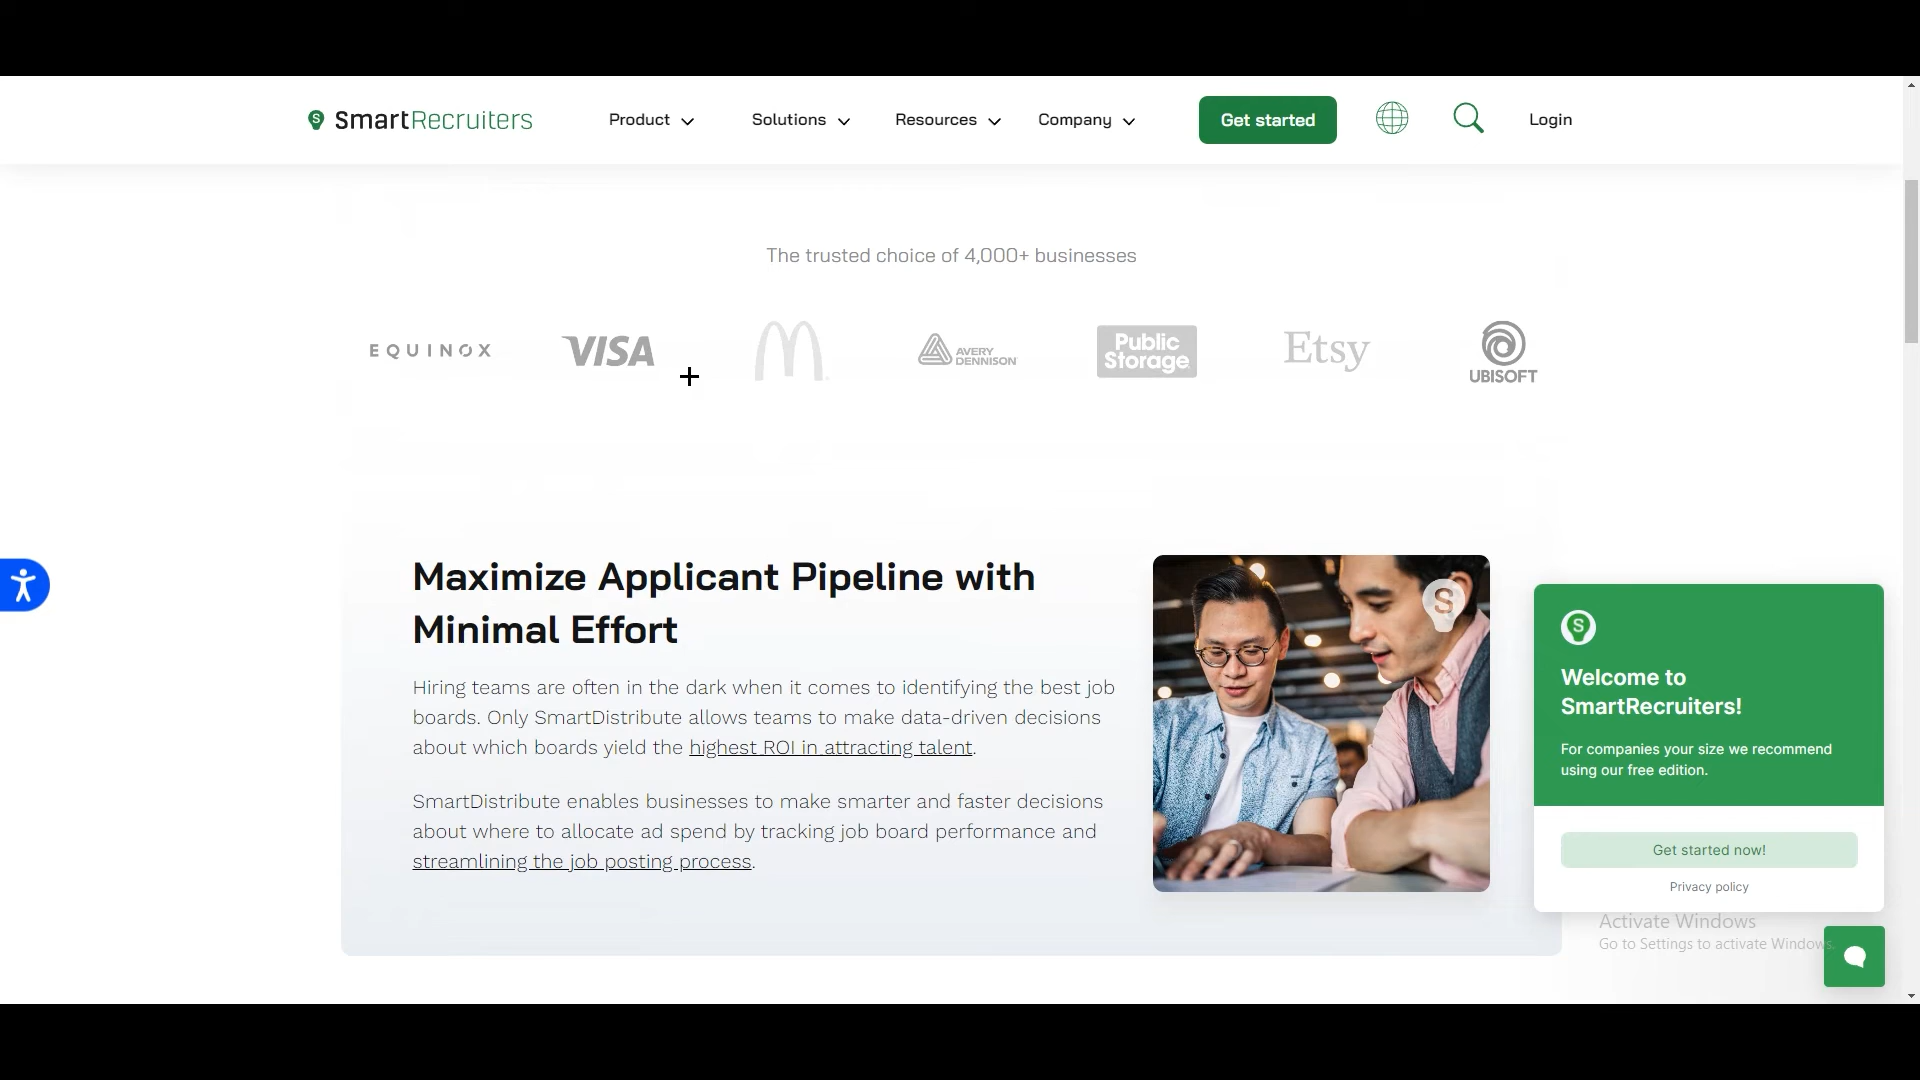 SmartRecruiters
Product
Solutions
Resources
Company
Get started
Login
The trusted choice of 4,000+ businesses
EQUINOX
VISA
AVERY
DENNISON
Public
Storage
Etsy
UBISOFT
Maximize Applicant Pipeline with
Minimal Effort
Hiring teams are often in the dark when it comes to identifying the best job
boards. Only SmartDistribute allows teams to make data-driven decisions
about which boards yield the highest ROI in attracting talent.
SmartDistribute enables businesses to make smarter and faster decisions
about where to allocate ad spend by tracking job board performance and
streamlining the job posting process.
S
S
Welcome to
SmartRecruiters!
For companies your size we recommend
using our free edition.
Get started now!
Privacy policy
Activate Windows
Go to Settings to activate Windows.